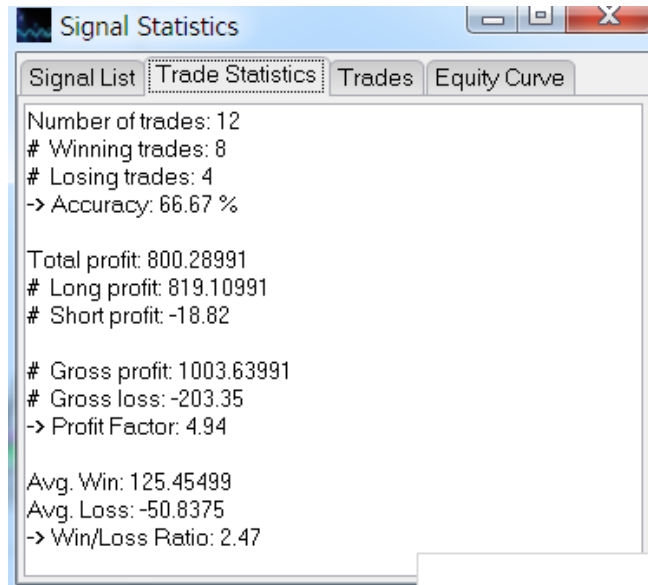 Signal Statistics
Signal List Trade Statistics Trades Equity Curve
Number of trades: 12
# Winning trades: 8
# Losing trades: 4
-> Accuracy: 66.67 %
Total profit: 800.28991
# Long profit: 819.10991
# Short profit: -18.82
# Gross profit: 1003.63991
# Gross loss: -203.35
-> Profit Factor: 4.94
Avg. Win: 125.45499
Avg. Loss: -50.8375
-> Win/Loss Ratio: 2.47